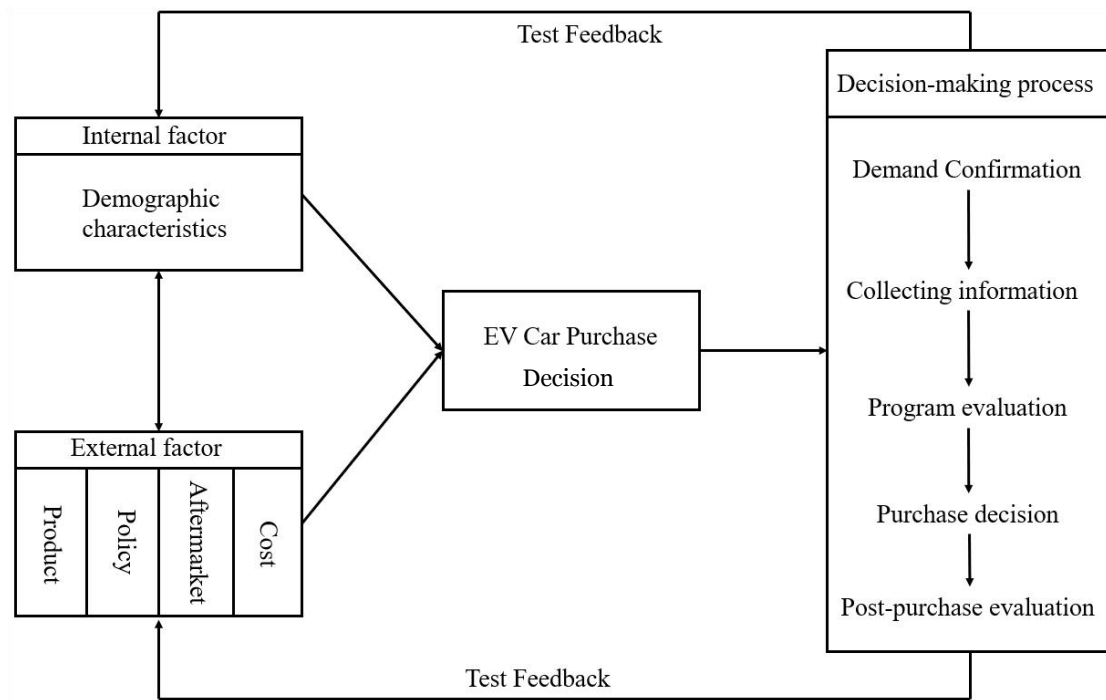 Test Feedback
Decision-making process
Internal factor
Demographic
characteristics
Demand Confirmation
Collecting information
EV Car Purchase
Decision
Program evaluation
External factor
Product
Policy
Aftermarket
Cost
Purchase decision
Post-purchase evaluation
Test Feedback